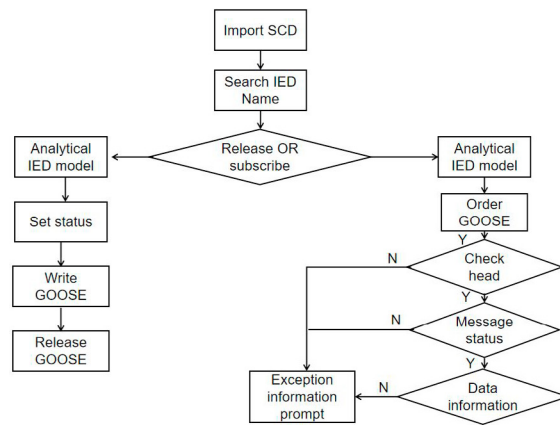 Import SCD
Search IED
Name
Release OR
subscribe
Analytical
IED model
Set status
Write
GOOSE
Release
GOOSE
Analytical
IED model
Order
GOOSE
Y
N
Check
head
Y
N
Message
status
Y
N
Data
information
Exception
information
prompt